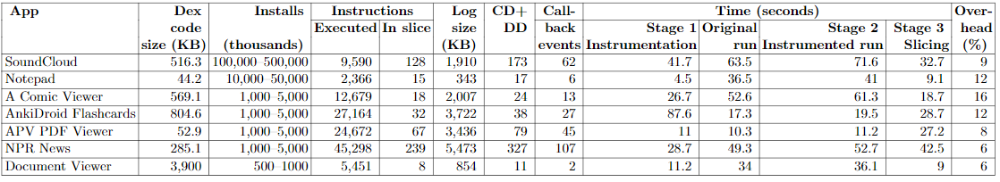 App Dex Installs Instructions Log CD+ Call- Time (seconds) Over-
code Executed In slice size DD back Stage 1 Original Stage 2 Stage 3 head
size (KB) (thousands) (KB) events Instrumentation run Instrumented run Slicing (%)
SoundCloud 516.3 100,000–500,000 9,590 128 1,910 173 62 41.7 63.5 71.6 32.7 9
Notepad 44.2 10,000–50,000 2,366 15 343 17 6 4.5 36.5 41 9.1 12
A Comic Viewer 569.1 1,000–5,000 12,679 18 2,007 24 13 26.7 52.6 61.3 18.7 16
AnkiDroid Flashcards 804.6 1,000–5,000 27,164 32 3,722 38 27 87.6 17.3 19.5 28.7 12
APV PDF Viewer 52.9 1,000–5,000 24,672 67 3,436 79 45 11 10.3 11.2 27.2 8
NPR News 285.1 1,000–5,000 45,298 239 5,473 327 107 28.7 49.3 52.7 42.5 6
Document Viewer 3,900 500–1000 5,451 8 854 11 2 11.2 34 36.1 9 6